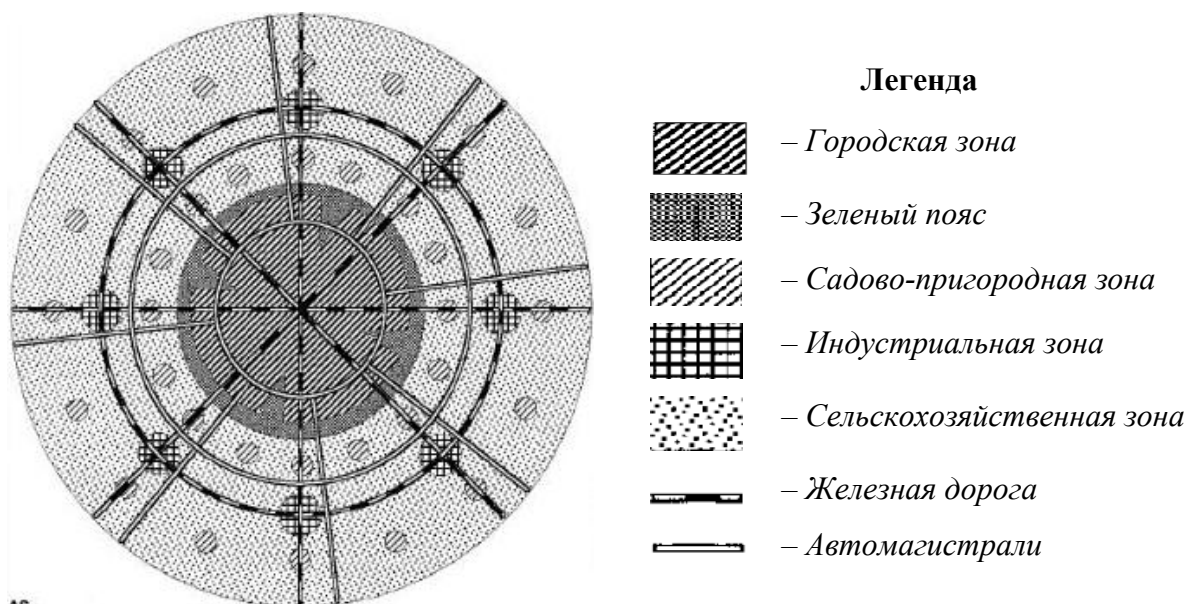 Легенда
– Городская зона
– Зеленый пояс
– Садово-пригородная зона
– Индустриальная зона
– Сельскохозяйственная зона
– Железная дорога
– Автомагистрали